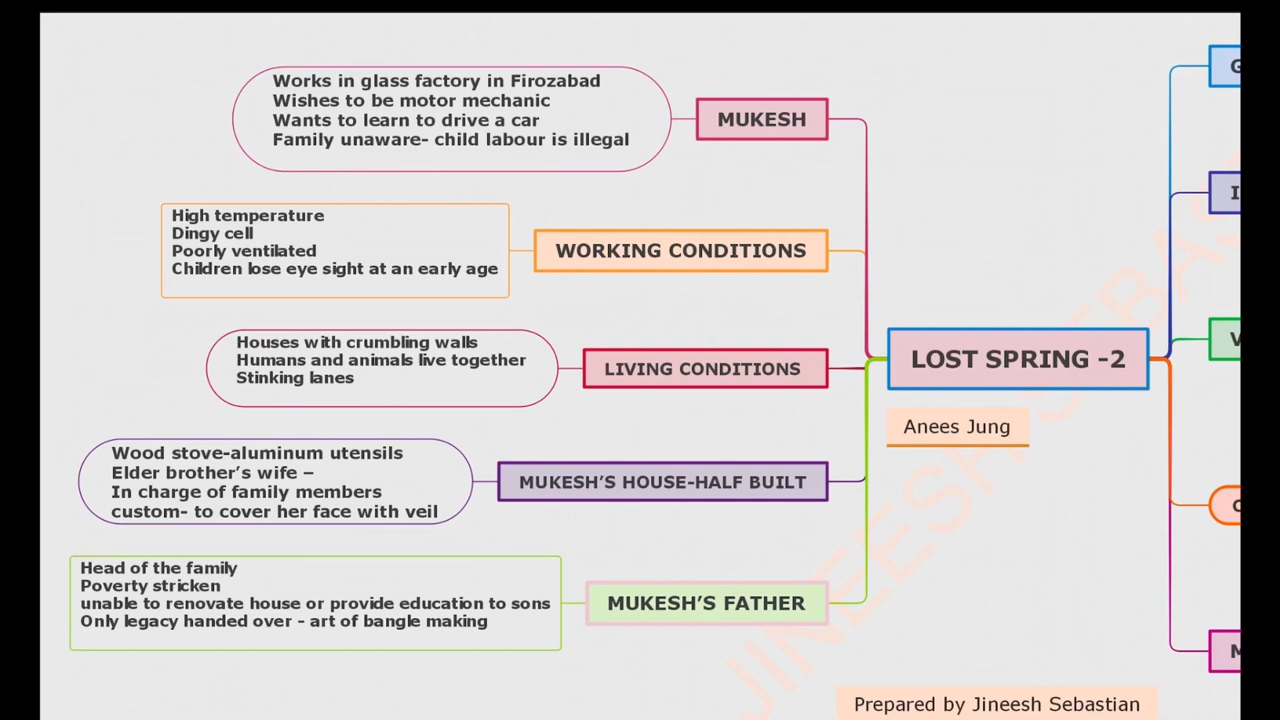 Works in glass factory in Firozabad
Wishes to be motor mechanic
Wants to learn to drive a car
Family unaware- child labour is illegal
MUKESH
High temperature
Dingy cell
Poorly ventilated
Children lose eye sight at an early age
WORKING CONDITIONS
Houses with crumbling walls
Humans and animals live together
Stinking lanes
LIVING CONDITIONS
Wood stove-aluminum utensils
Elder brother’s wife –
In charge of family members
custom- to cover her face with veil
MUKESH’S HOUSE-HALF BUILT
Head of the family
Poverty stricken
unable to renovate house or provide education to sons
Only legacy handed over - art of bangle making
MUKESH’S FATHER
LOST SPRING -2
Anees Jung
Prepared by Jineesh Sebastian